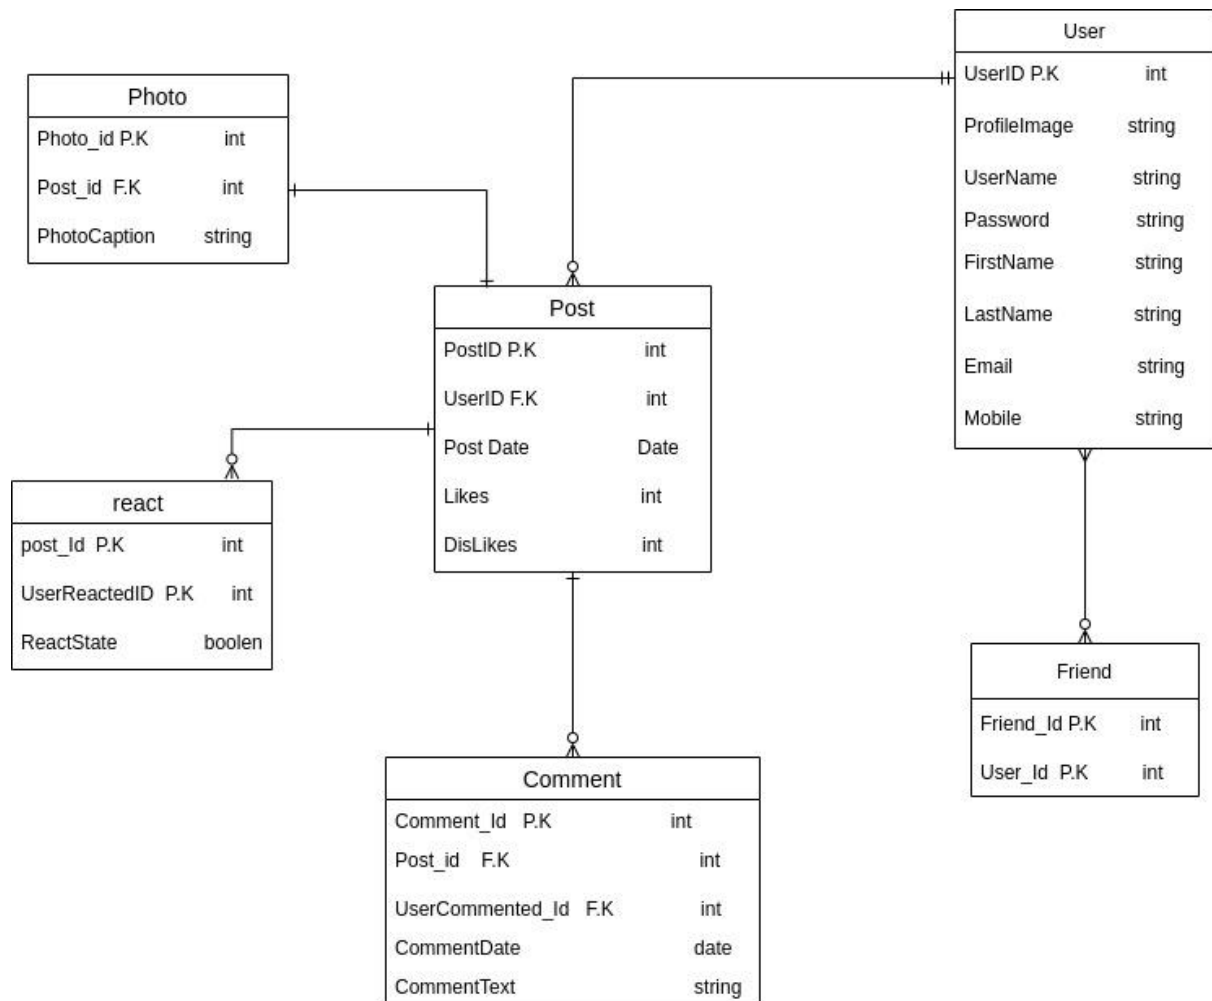 User
UserID P.K int
ProfileImage string
UserName string
Password string
FirstName string
LastName string
Email string
Mobile string
Photo
Photo_id P.K int
Post_id F.K int
PhotoCaption string
Post
PostID P.K int
UserID F.K int
Post Date Date
Likes int
DisLikes int
react
post_Id P.K int
UserReactedID P.K int
ReactState boolen
Friend
Friend_Id P.K int
User_Id P.K int
Comment
Comment_Id P.K int
Post_id F.K int
UserCommented_Id F.K int
CommentDate date
CommentText string